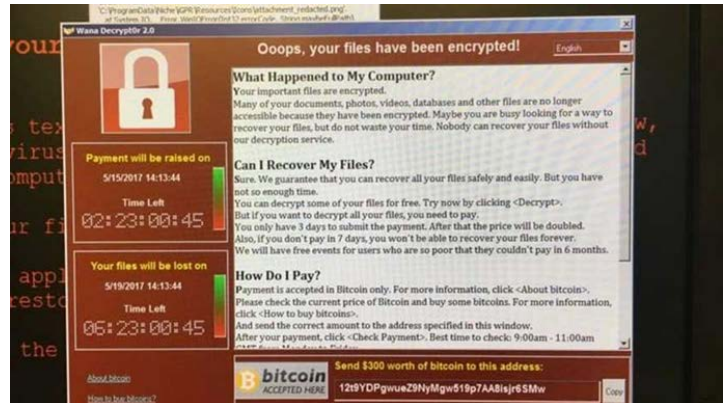 'C:\ProgramData\Niche\GPR\Resources\Icons\attachment_redacted.png'.
Wana Decrypt0r 2.0
Ooops, your files have been encrypted!
English
What Happened to My Computer?
Your important files are encrypted.
Many of your documents, photos, videos, databases and other files are no longer
accessible because they have been encrypted. Maybe you are busy looking for a way to
recover your files, but do not waste your time. Nobody can recover your files without
our decryption service.
Can I Recover My Files?
Sure. We guarantee that you can recover all your files safely and easily. But you have
not so enough time.
You can decrypt some of your files for free. Try now by clicking <Decrypt>.
But if you want to decrypt all your files, you need to pay.
You only have 3 days to submit the payment. After that the price will be doubled.
Also, if you don't pay in 7 days, you won't be able to recover your files forever.
We will have free events for users who are so poor that they couldn't pay in 6 months.
How Do I Pay?
Payment is accepted in Bitcoin only. For more information, click <About bitcoin>.
Please check the current price of Bitcoin and buy some bitcoins. For more information,
click <How to buy bitcoins>.
And send the correct amount to the address specified in this window.
After your payment, click <Check Payment>. Best time to check: 9:00am - 11:00am
GMT from Monday to Friday.
Payment will be raised on
5/15/2017 14:13:44
Time Left
02:23:00:45
Your files will be lost on
5/19/2017 14:13:44
Time Left
06:23:00:45
About bitcoin
How to buy bitcoins?
bitcoin
ACCEPTED HERE
Send $300 worth of bitcoin to this address:
12t9YDPgwueZ9NyMgw519p7AA8isjr6SMw
Copy
your
the